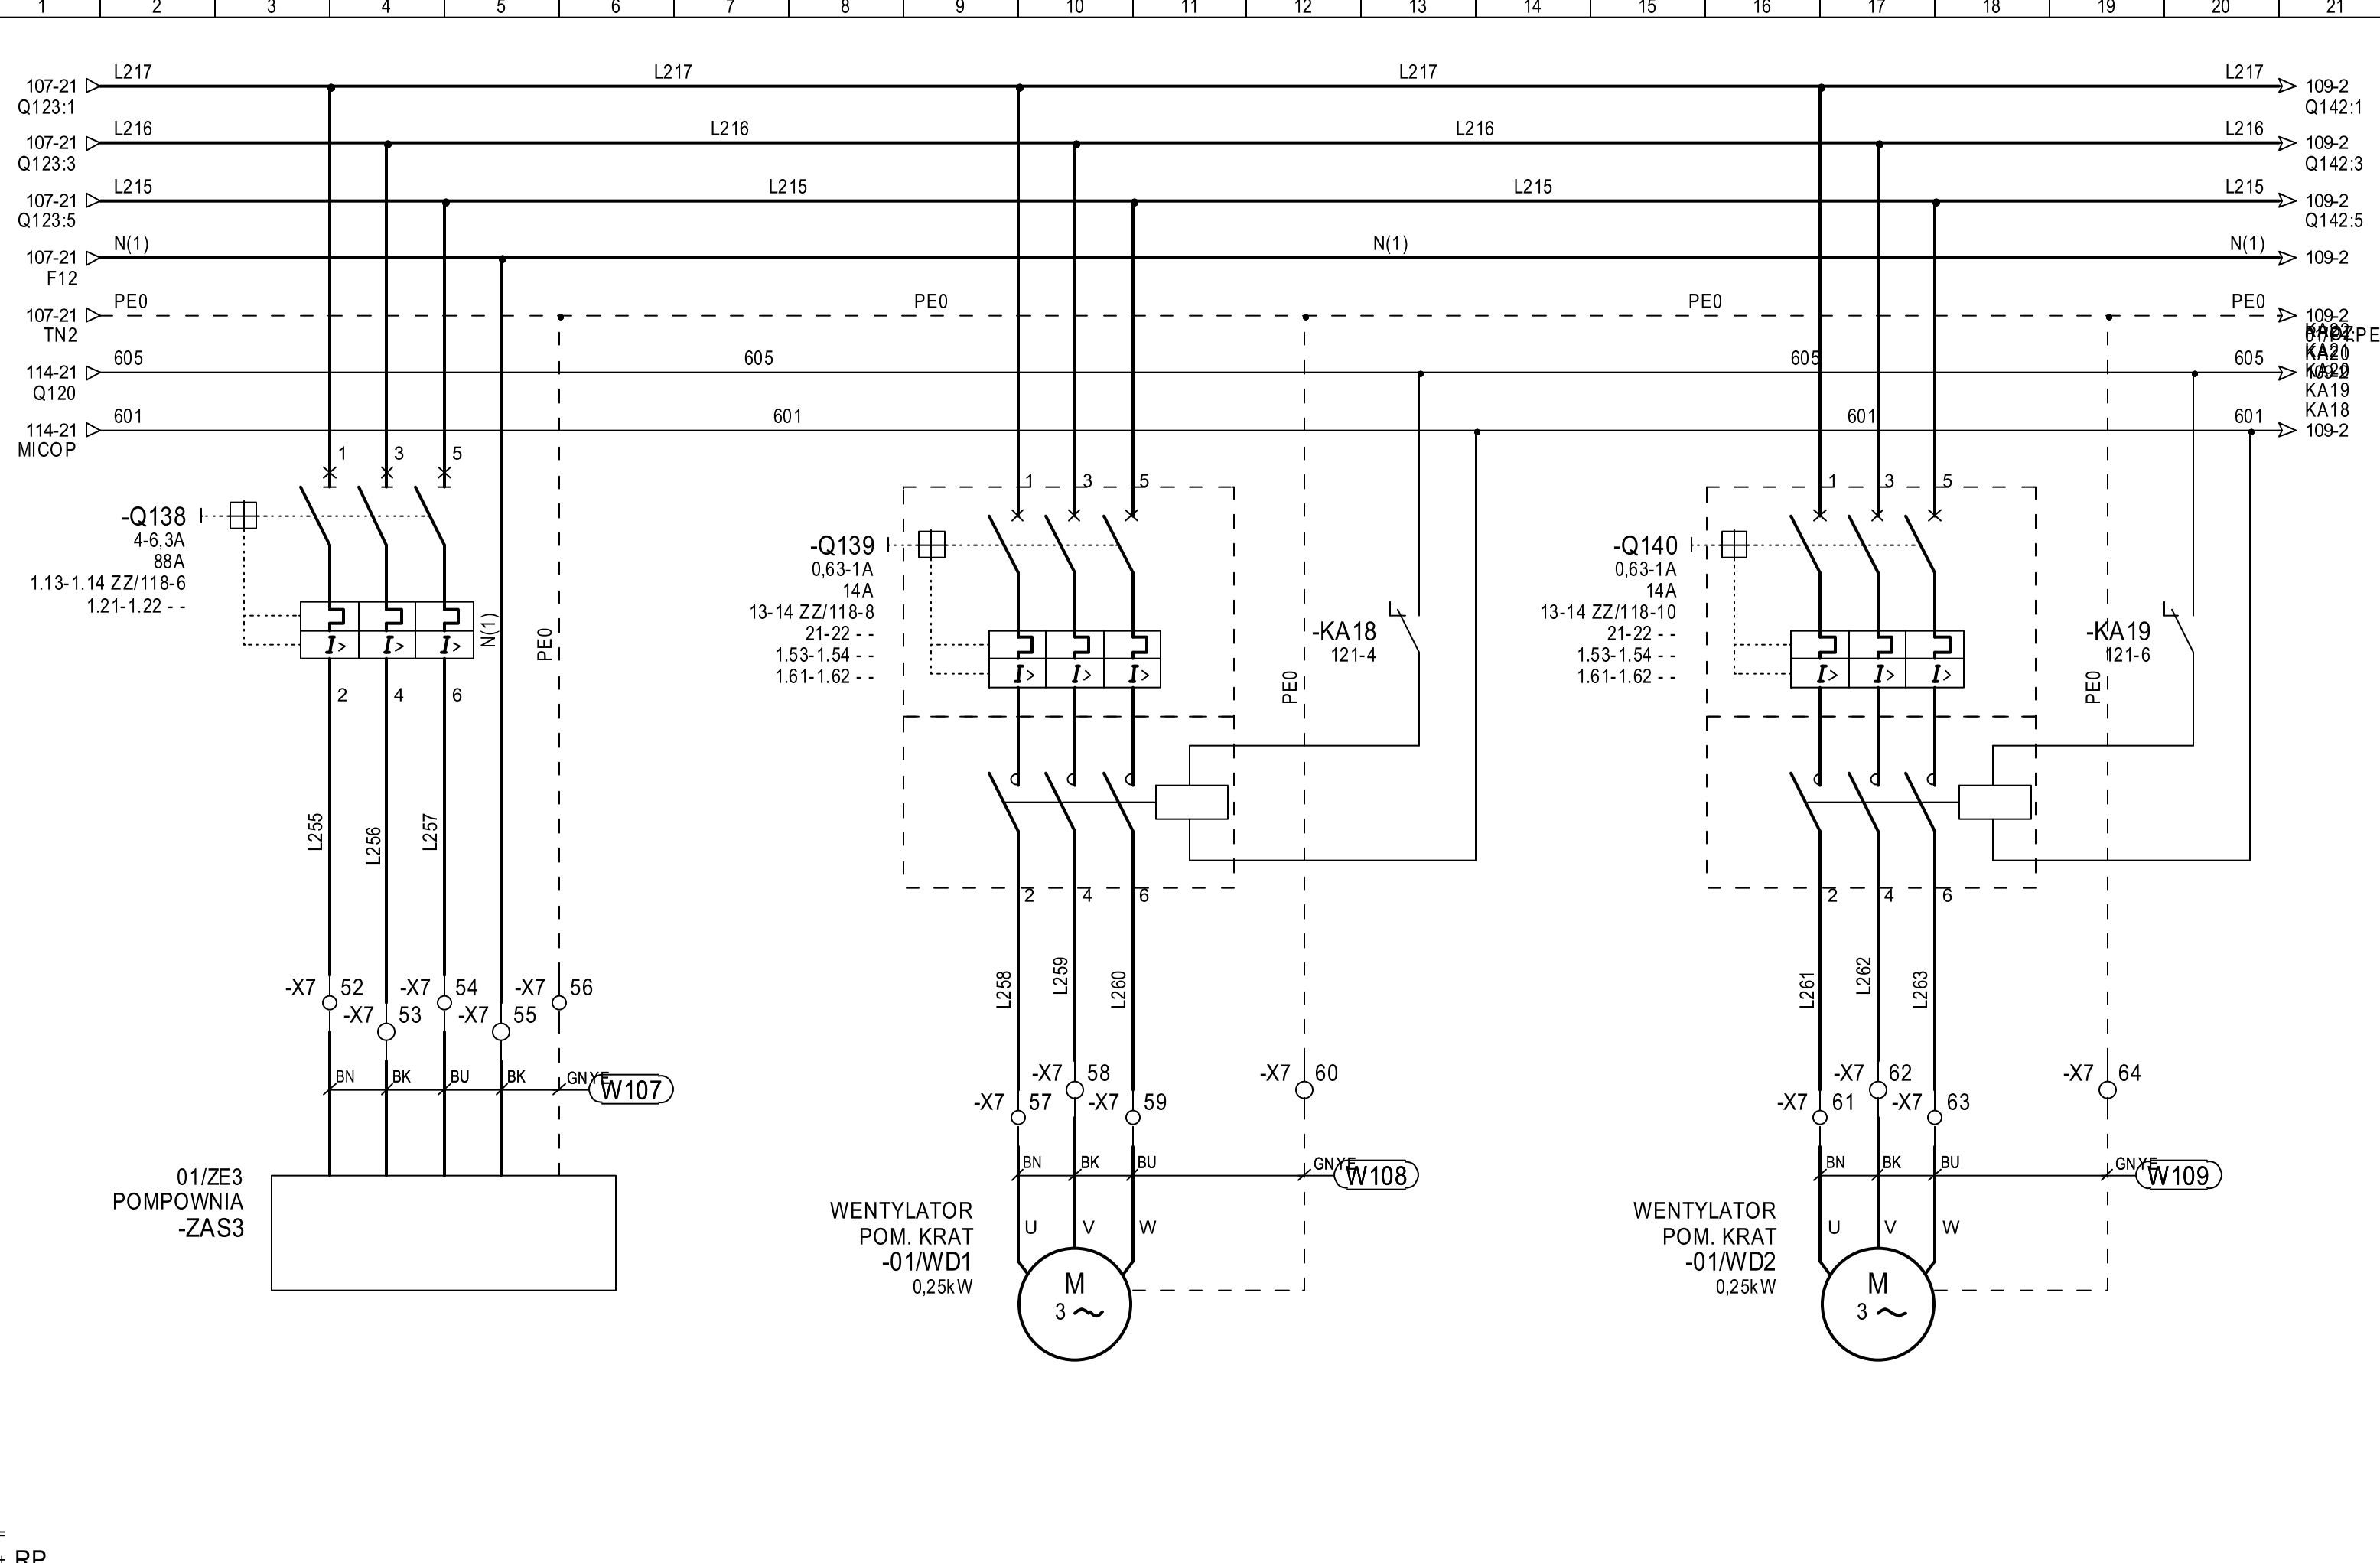 1 2 3 4 5 6 7 8 9 10 11 12 13 14 15 16 17 18 19 20 21
L217 L217 L217 L217
107-21 109-2
Q123:1 Q142:1
L216 L216 L216 L216
107-21 109-2
Q123:3 Q142:3
L215 L215 L215 L215
107-21 109-2
Q123:5 Q142:5
N(1) N(1) N(1)
107-21 109-2
F12
PE0 PE0 PE0 PE0
107-21 109-2
TN2
605 605 605 605
114-21
Q120
KA19
KA18
601 601 601 601
114-21 109-2
MICOP
1 3 5
-Q138
4-6,3A
88A
1.13-1.14 ZZ/118-6
1.21-1.22 - -
I> I> I>
N(1)
PE0
2 4 6
L255
L256
L257
-X7 52 -X7 54 -X7 56
-X7 53 -X7 55
BN BK BU BK GNYE
W107
01/ZE3
POMPOWNIA
-ZAS3
1 3 5
-Q139
0,63-1A
14A
13-14 ZZ/118-8
21-22 - -
1.53-1.54 - -
1.61-1.62 - -
I> I> I>
-KA18
121-4
PE0
2 4 6
L258
L259
L260
-X7 58 -X7 60
-X7 57 -X7 59
BN BK BU GNYE
W108
WENTYLATOR
POM. KRAT
-01/WD1
0,25kW
U V W
M
3
1 3 5
-Q140
0,63-1A
14A
13-14 ZZ/118-10
21-22 - -
1.53-1.54 - -
1.61-1.62 - -
I> I> I>
-KA19
121-6
PE0
2 4 6
L261
L262
L263
-X7 62 -X7 64
-X7 61 -X7 63
BN BK BU GNYE
W109
WENTYLATOR
POM. KRAT
-01/WD2
0,25kW
U V W
M
3
=
+ RP